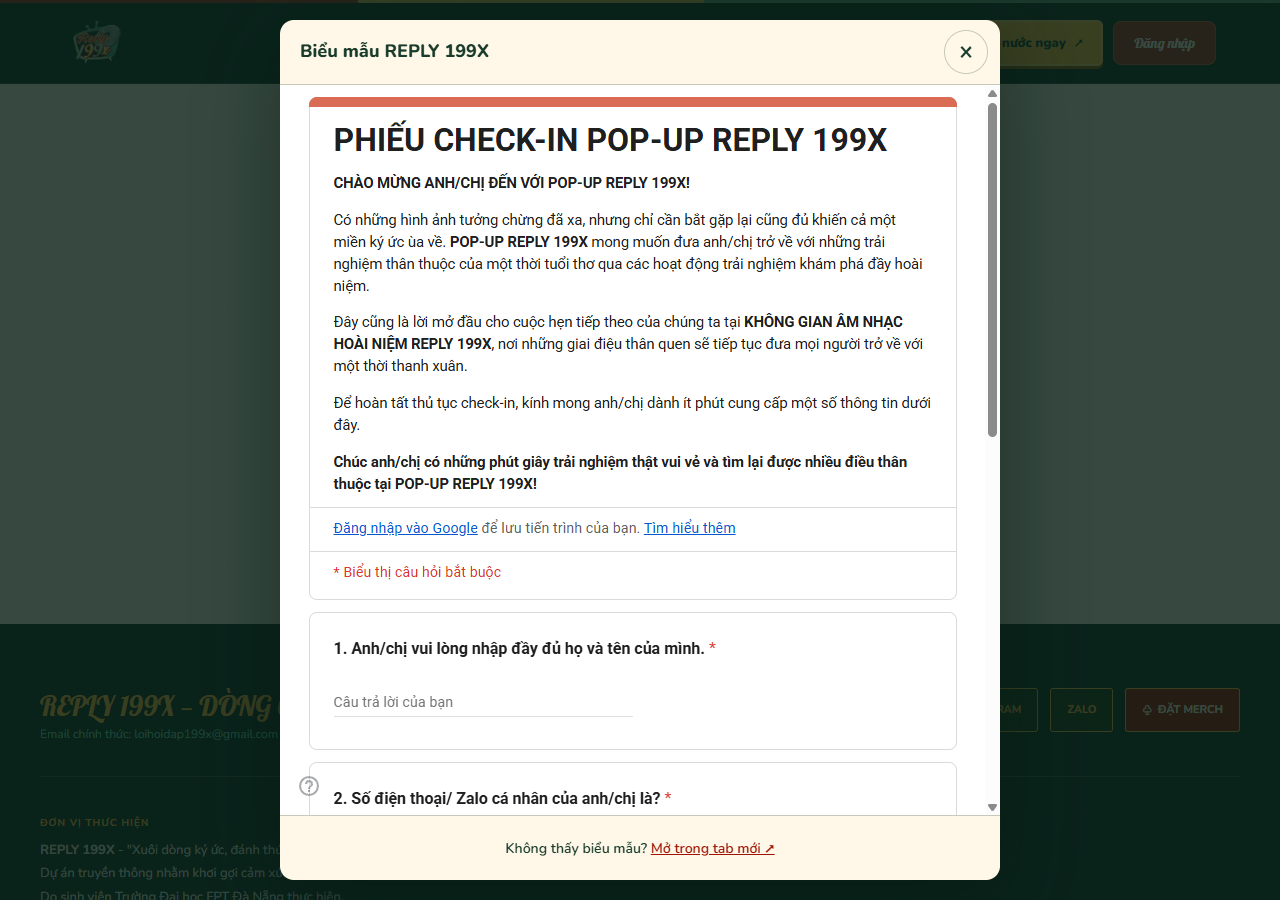 Reply 199x
nước ngay ↗
Đăng nhập
Biểu mẫu REPLY 199X
×
PHIẾU CHECK-IN POP-UP REPLY 199X
CHÀO MỪNG ANH/CHỊ ĐẾN VỚI POP-UP REPLY 199X!
Có những hình ảnh tưởng chừng đã xa, nhưng chỉ cần bắt gặp lại cũng đủ khiến cả một
miền ký ức ùa về. POP-UP REPLY 199X mong muốn đưa anh/chị trở về với những trải
nghiệm thân thuộc của một thời tuổi thơ qua các hoạt động trải nghiệm khám phá đầy hoài
niệm.
Đây cũng là lời mở đầu cho cuộc hẹn tiếp theo của chúng ta tại KHÔNG GIAN ÂM NHẠC
HOÀI NIỆM REPLY 199X, nơi những giai điệu thân quen sẽ tiếp tục đưa mọi người trở về với
một thời thanh xuân.
Để hoàn tất thủ tục check-in, kính mong anh/chị dành ít phút cung cấp một số thông tin dưới
đây.
Chúc anh/chị có những phút giây trải nghiệm thật vui vẻ và tìm lại được nhiều điều thân
thuộc tại POP-UP REPLY 199X!
Đăng nhập vào Google để lưu tiến trình của bạn. Tìm hiểu thêm
* Biểu thị câu hỏi bắt buộc
1. Anh/chị vui lòng nhập đầy đủ họ và tên của mình. *
Câu trả lời của bạn
2. Số điện thoại/ Zalo cá nhân của anh/chị là? *
Không thấy biểu mẫu? Mở trong tab mới ↗
REPLY 199X – DÒNG
Email chính thức: loihoidap199x@gmail.com
RAM
ZALO
ĐẶT MERCH
ĐƠN VỊ THỰC HIỆN
REPLY 199X - "Xuôi dòng ký ức, đánh thứ
Dự án truyền thông nhằm khơi gợi cảm xú
Do sinh viên Trường Đại học FPT Đà Nẵng thực hiện.